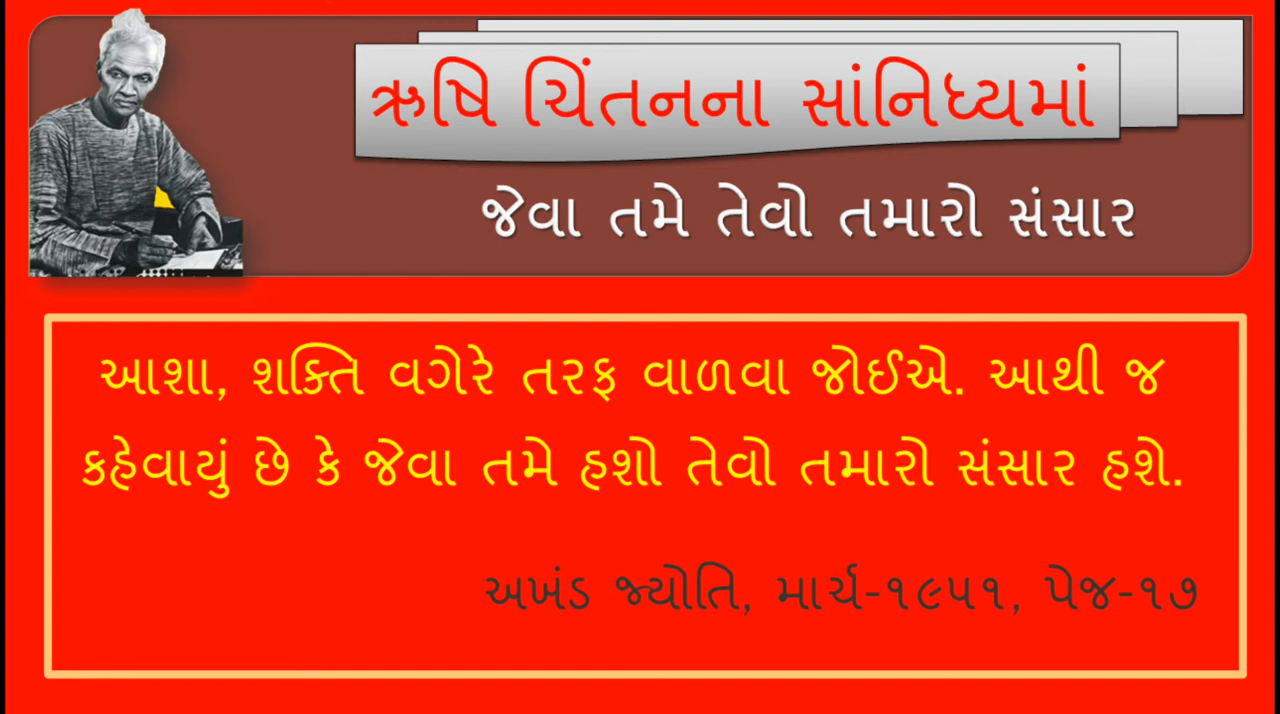 ઋષિ ચિંતનના સાંનિધ્યમાં
જેવા તમે તેવો તમારો સંસાર
આશા, શક્તિ વગેરે તરફ વાળવા જોઈએ. આથી જ
કહેવાયું છે કે જેવા તમે હશો તેવો તમારો સંસાર હશે.
અખંડ જ્યોતિ, માર્ચ-૧૯૫૧, પેજ-૧૭